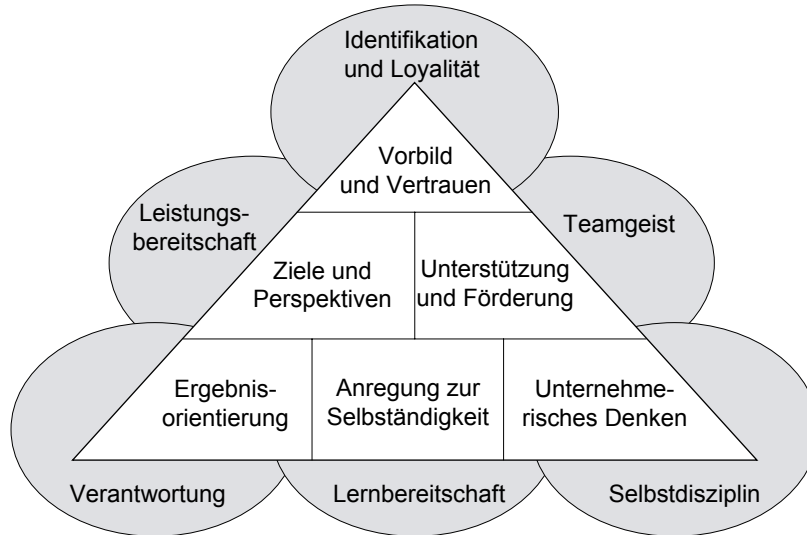 Identifikation
und Loyalität
Vorbild
und Vertrauen
Leistungs-
bereitschaft
Teamgeist
Ziele und
Perspektiven
Unterstützung
und Förderung
Ergebnis-
orientierung
Anregung zur
Selbständigkeit
Unternehme-
risches Denken
Verantwortung
Lernbereitschaft
Selbstdisziplin